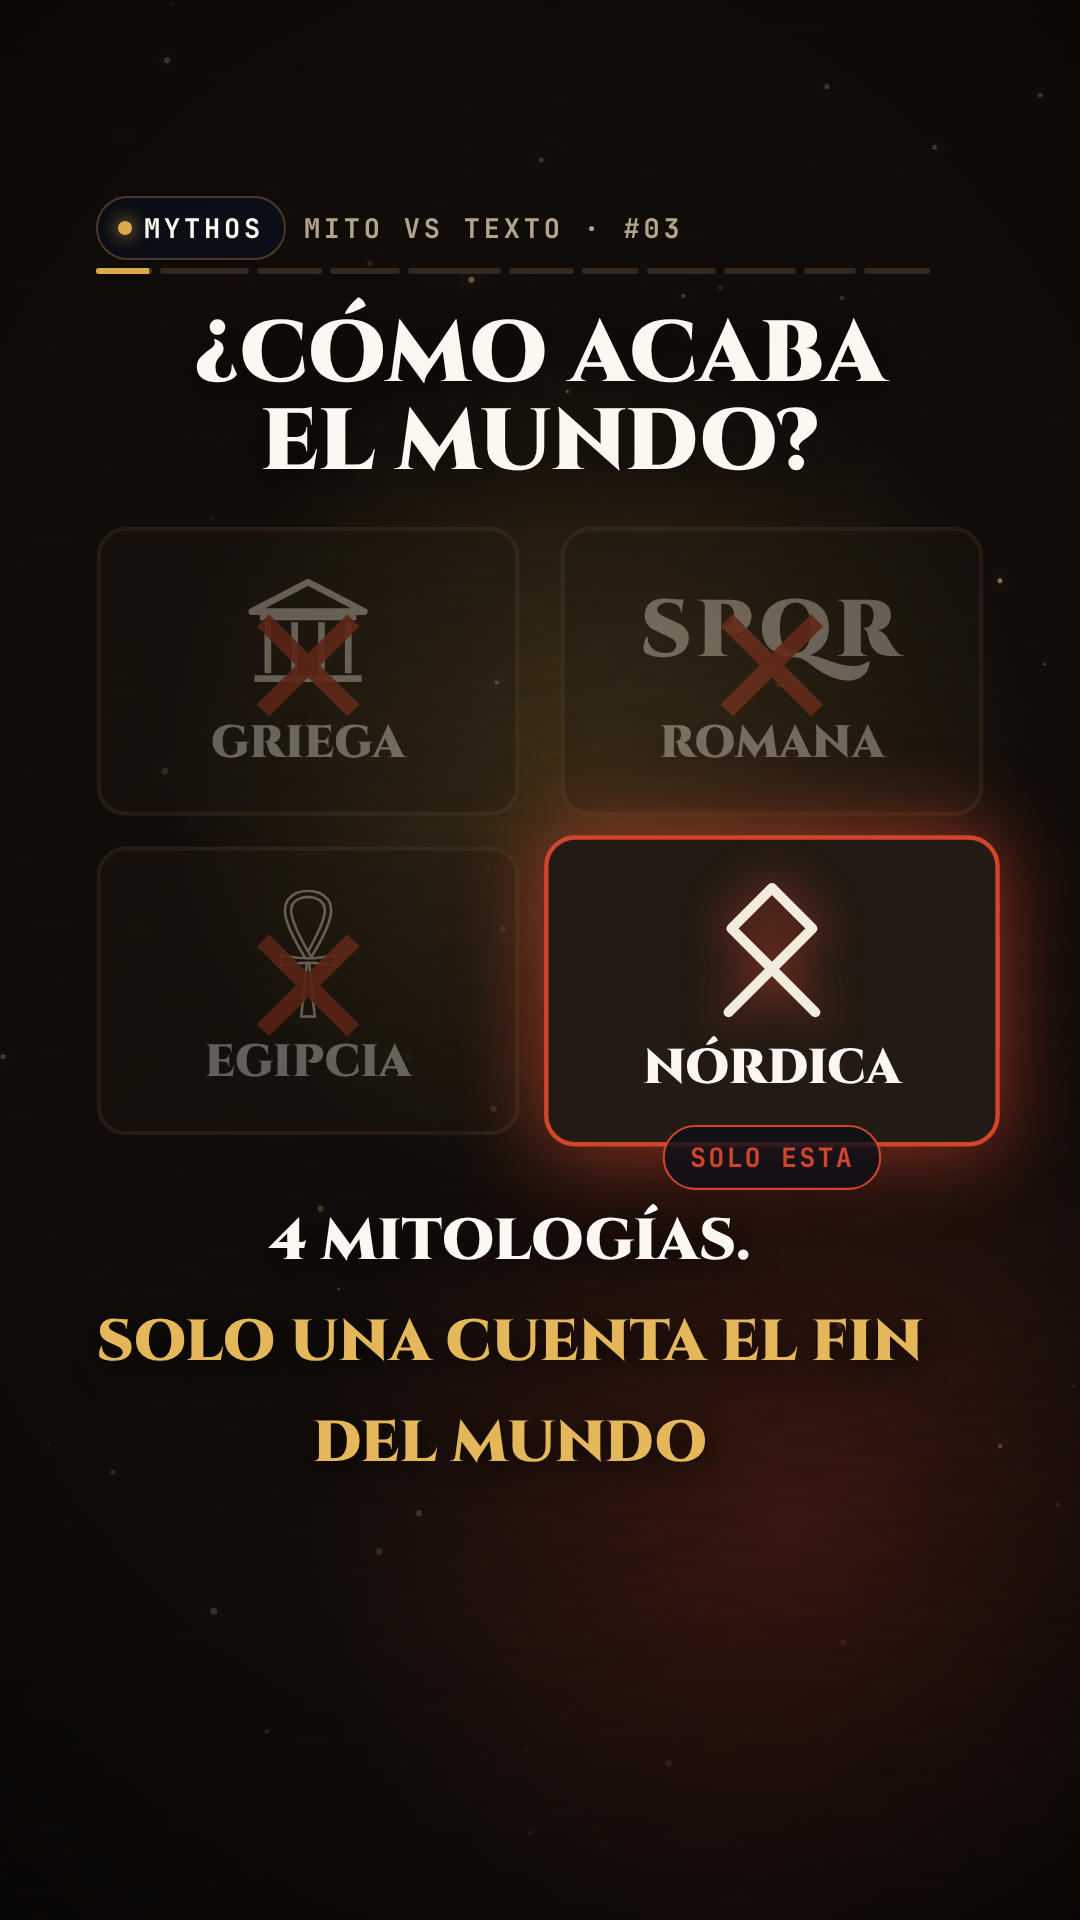 MYTHOS MITO VS TEXTO · #03
¿CÓMO ACABA
EL MUNDO?
SPQR
GRIEGA
ROMANA
EGIPCIA
NÓRDICA
SOLO ESTA
4 MITOLOGÍAS.
SOLO UNA CUENTA EL FIN
DEL MUNDO